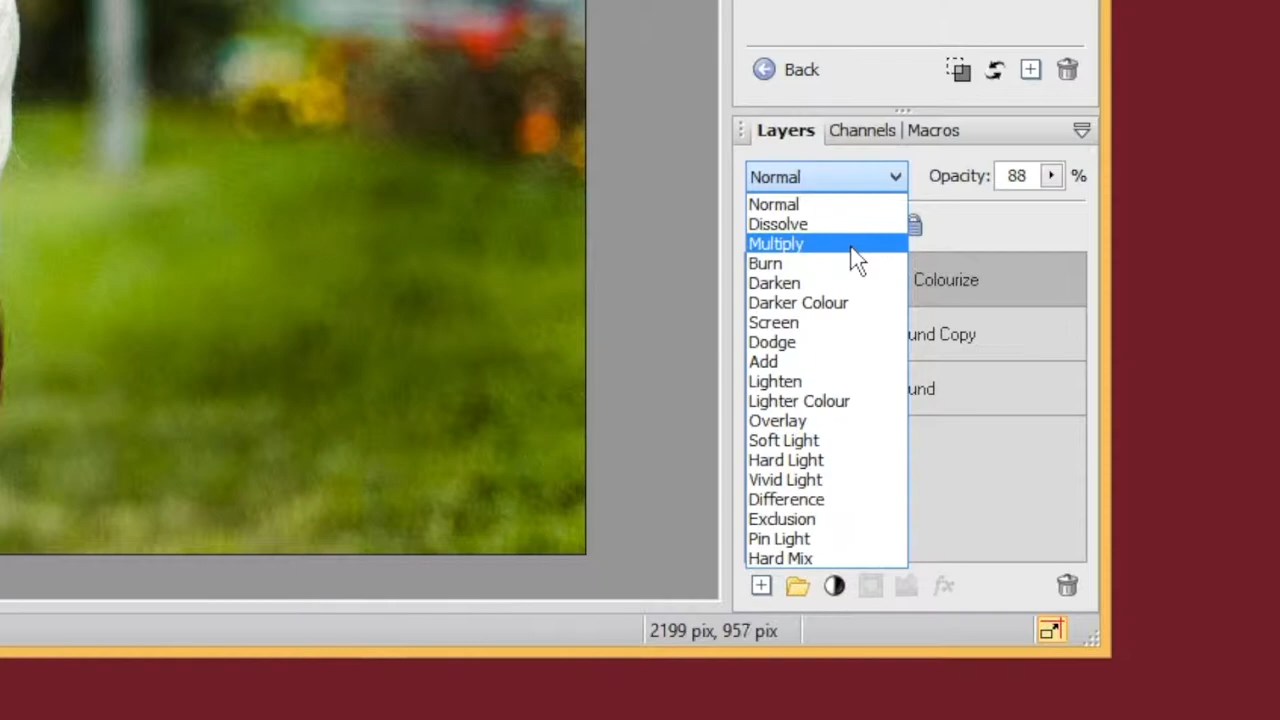 Back
Layers Channels | Macros
Normal Opacity: 88 %
Normal
Dissolve
Multiply
Burn
Darken
Darker Colour
Screen
Dodge
Add
Lighten
Lighter Colour
Overlay
Soft Light
Hard Light
Vivid Light
Difference
Exclusion
Pin Light
Hard Mix
Colourize
und Copy
und
fx
2199 pix, 957 pix